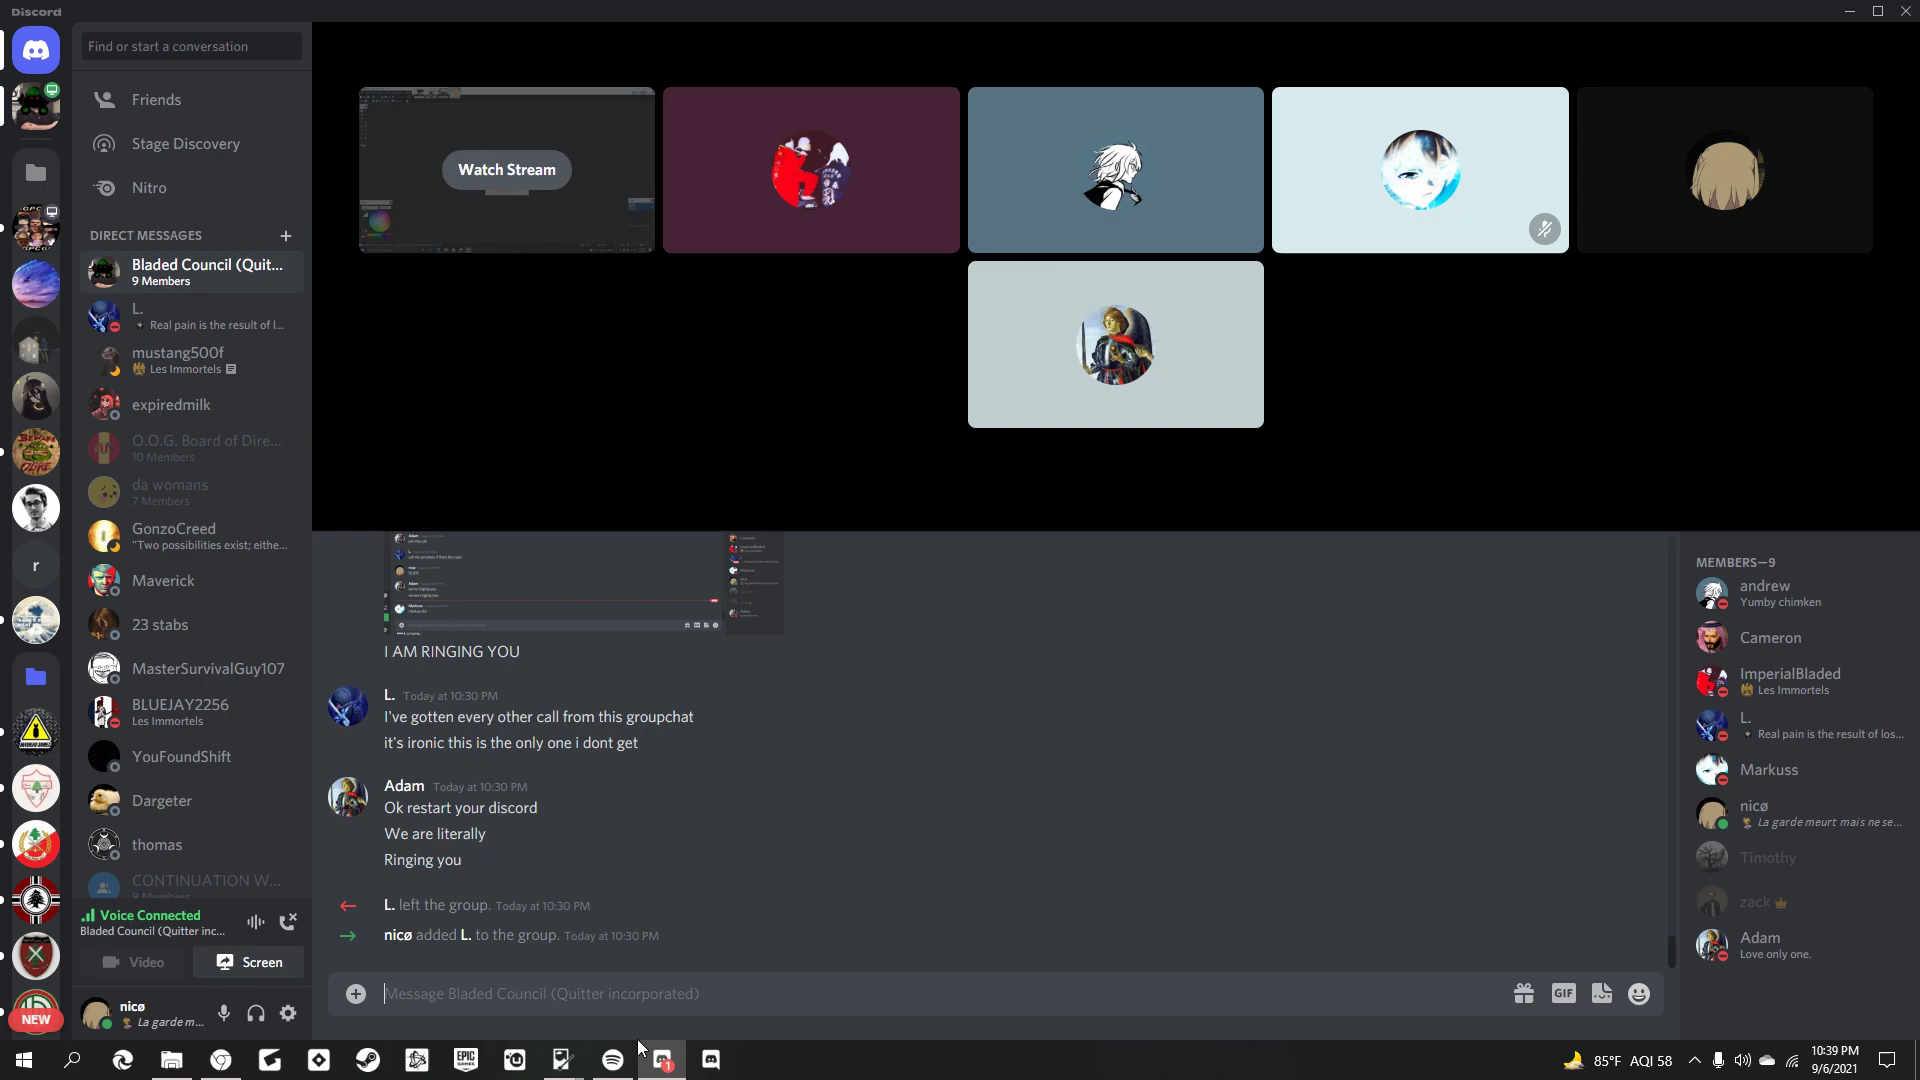 Discord
Find or start a conversation
Friends
Stage Discovery
Nitro
DIRECT MESSAGES
Bladed Council (Quit...
9 Members
L.
Real pain is the result of l...
mustang500f
Les Immortels
expiredmilk
O.O.G. Board of Dire...
10 Members
da womans
7 Members
GonzoCreed
"Two possibilities exist; eithe...
Maverick
23 stabs
MasterSurvivalGuy107
BLUEJAY2256
Les Immortels
YouFoundShift
Dargeter
thomas
CONTINUATION W...
Voice Connected
Bladed Council (Quitter inc...
Video
Screen
nicø
La garde m...
r
NEW
Watch Stream
I AM RINGING YOU
L. Today at 10:30 PM
I've gotten every other call from this groupchat
it's ironic this is the only one i dont get
Adam Today at 10:30 PM
Ok restart your discord
We are literally
Ringing you
L. left the group. Today at 10:30 PM
nicø added L. to the group. Today at 10:30 PM
Message Bladed Council (Quitter incorporated)
GIF
MEMBERS—9
andrew
Yumby chimken
Cameron
ImperialBladed
Les Immortels
L.
Real pain is the result of los...
Markuss
nicø
La garde meurt mais ne se...
Timothy
zack
Adam
Love only one.
EPIC
GAMES
1
85°F AQI 58
10:39 PM
9/6/2021